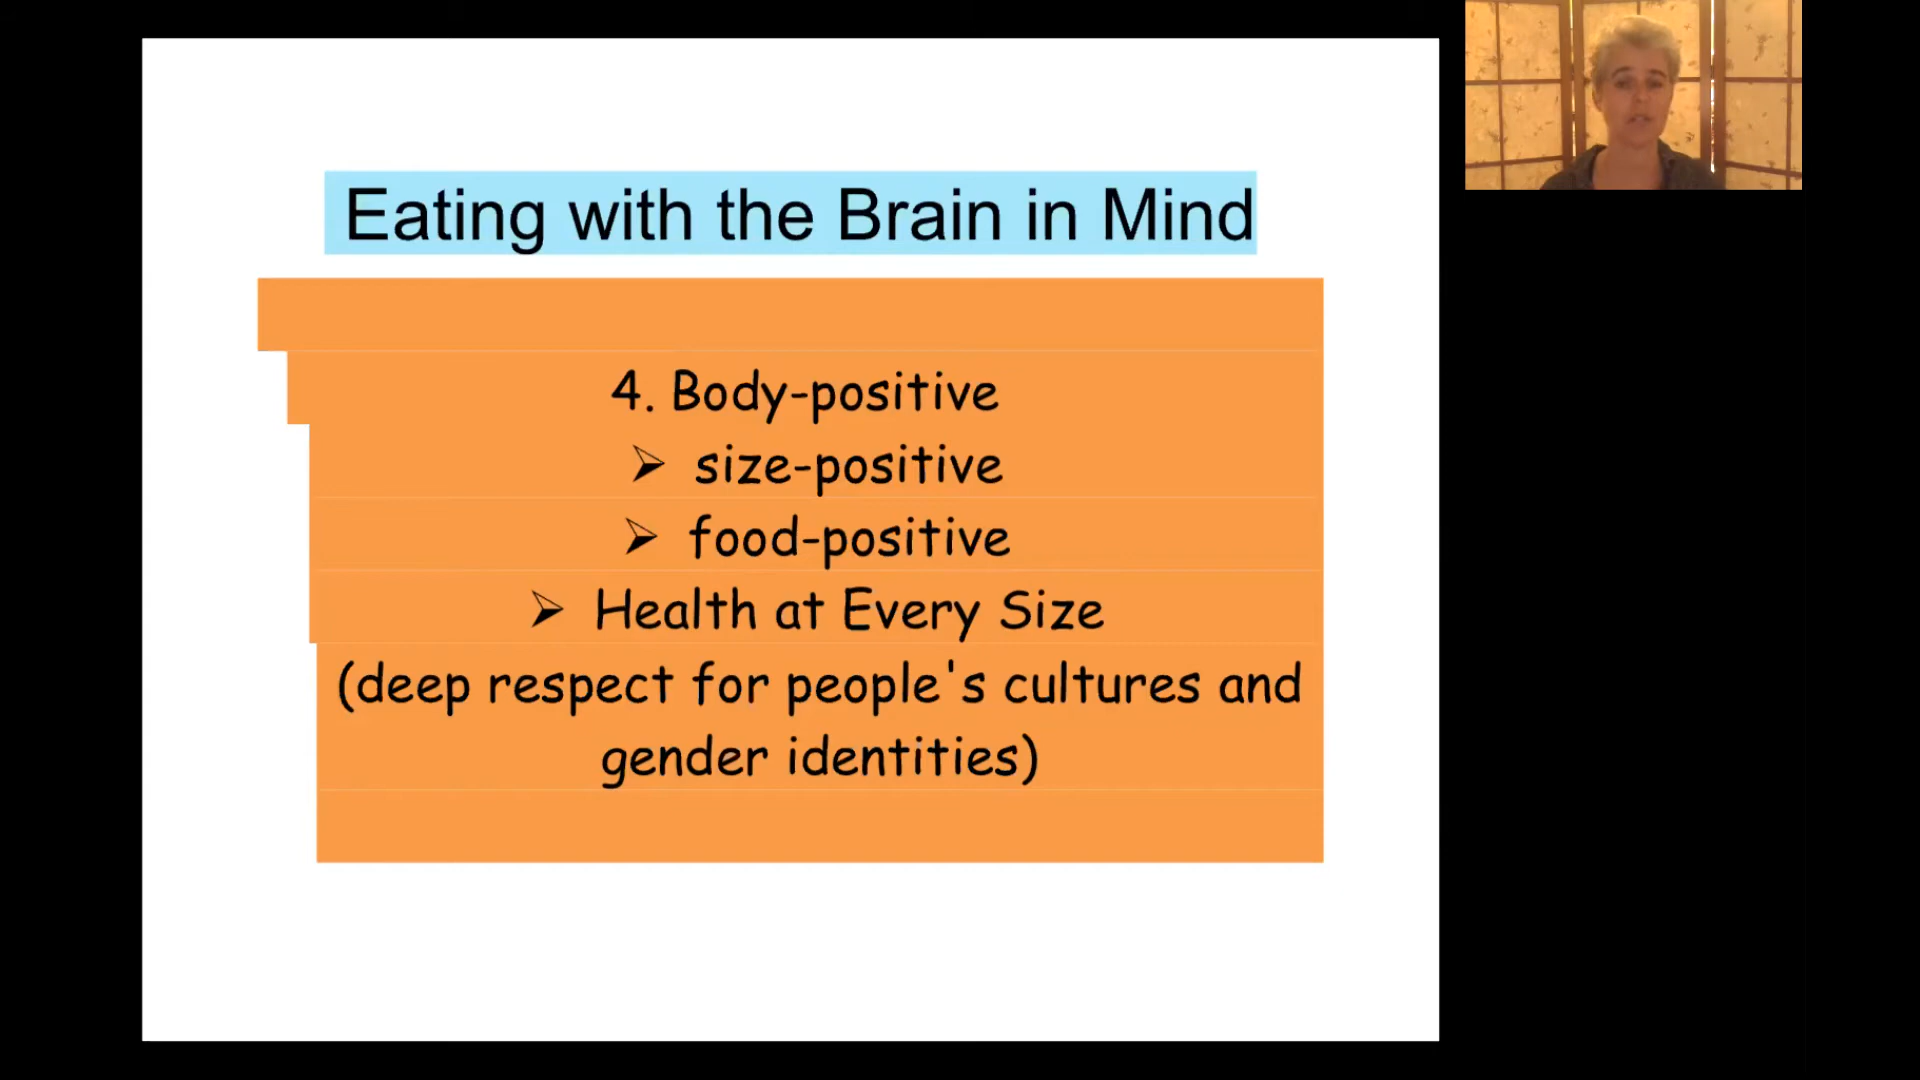 Eating with the Brain in Mind
4. Body-positive
➢ size-positive
➢ food-positive
➢ Health at Every Size
(deep respect for people's cultures and
gender identities)